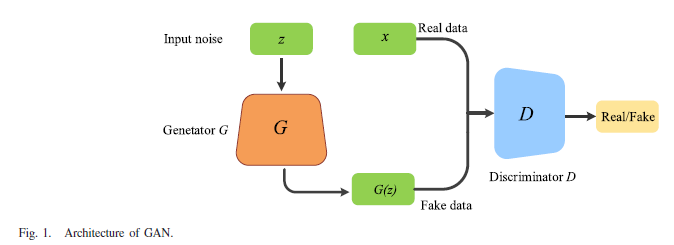 Input noise
z
x
Real data
Genetator G
G
D
Real/Fake
G(z)
Fake data
Discriminator D
Fig. 1. Architecture of GAN.